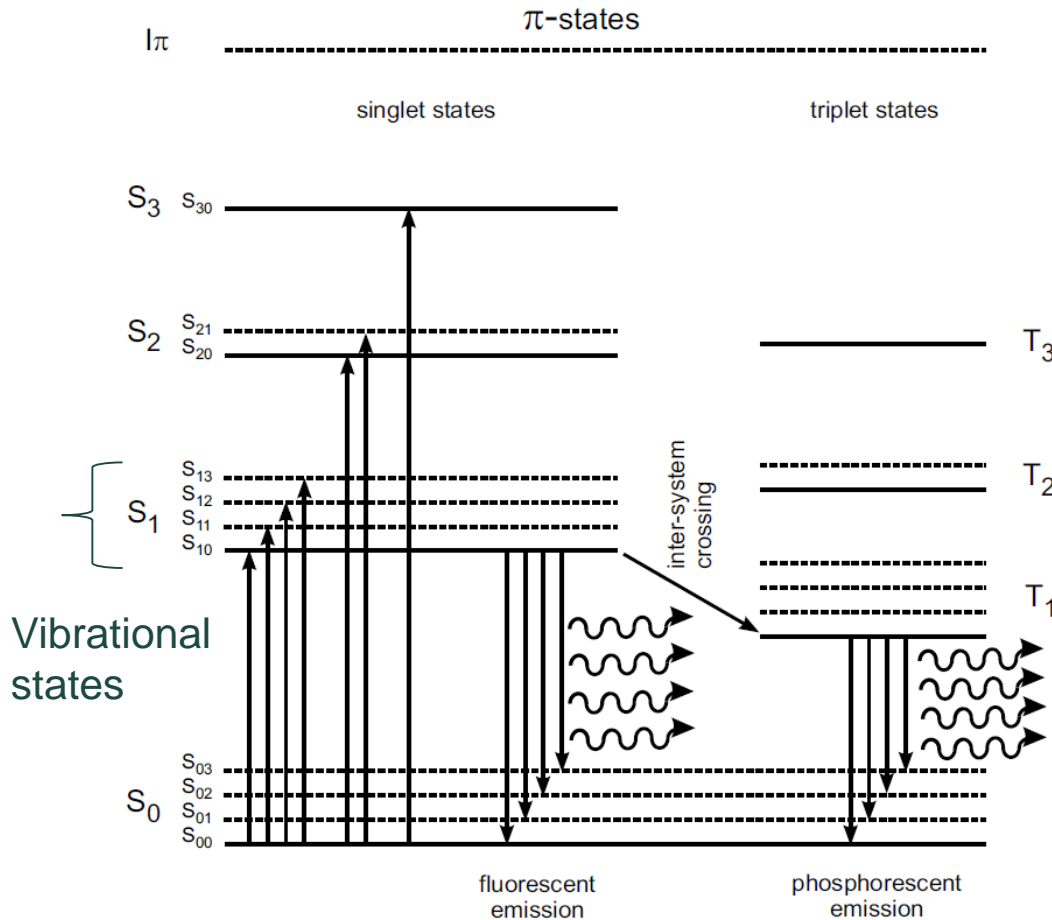 π-states
Iπ
singlet states
triplet states
S3 S30
S2 S21
S20
T3
S1 S13
S12
S11
S10
inter-system
crossing
T2
T1
Vibrational
states
S0 S03
S02
S01
S00
fluorescent
emission
phosphorescent
emission